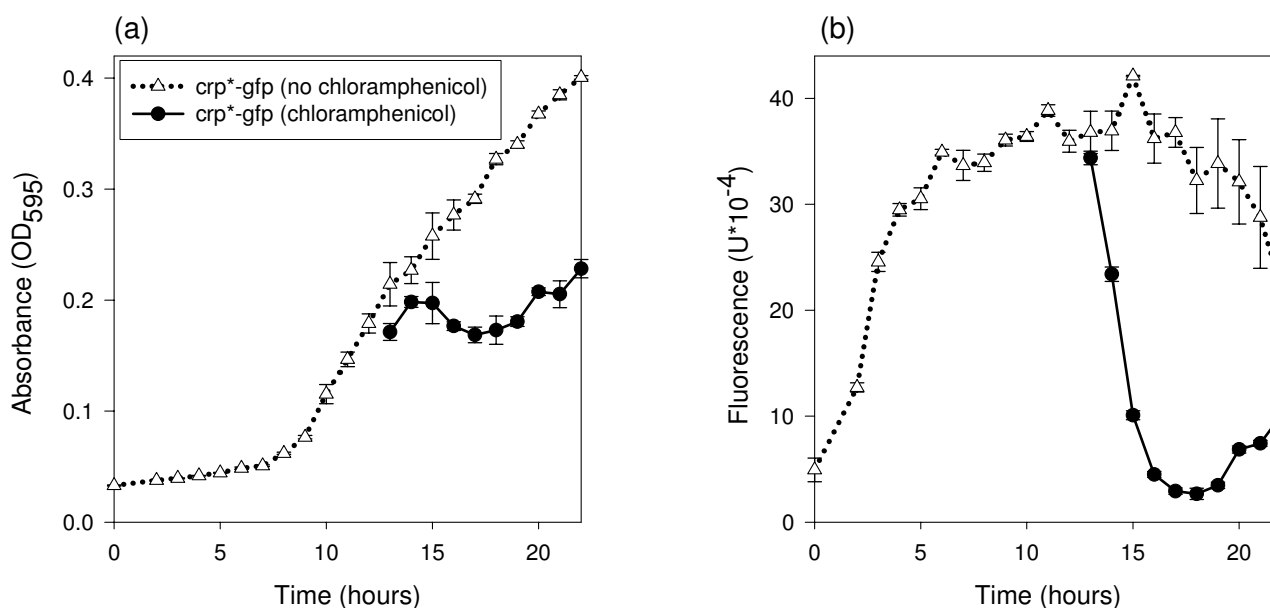 (a)
crp*-gfp (no chloramphenicol)
crp*-gfp (chloramphenicol)
Absorbance (OD595)
0.4
0.3
0.2
0.1
0.0
0 5 10 15 20
Time (hours)
(b)
Fluorescence (U*10-4)
40
30
20
10
0
0 5 10 15 20
Time (hours)